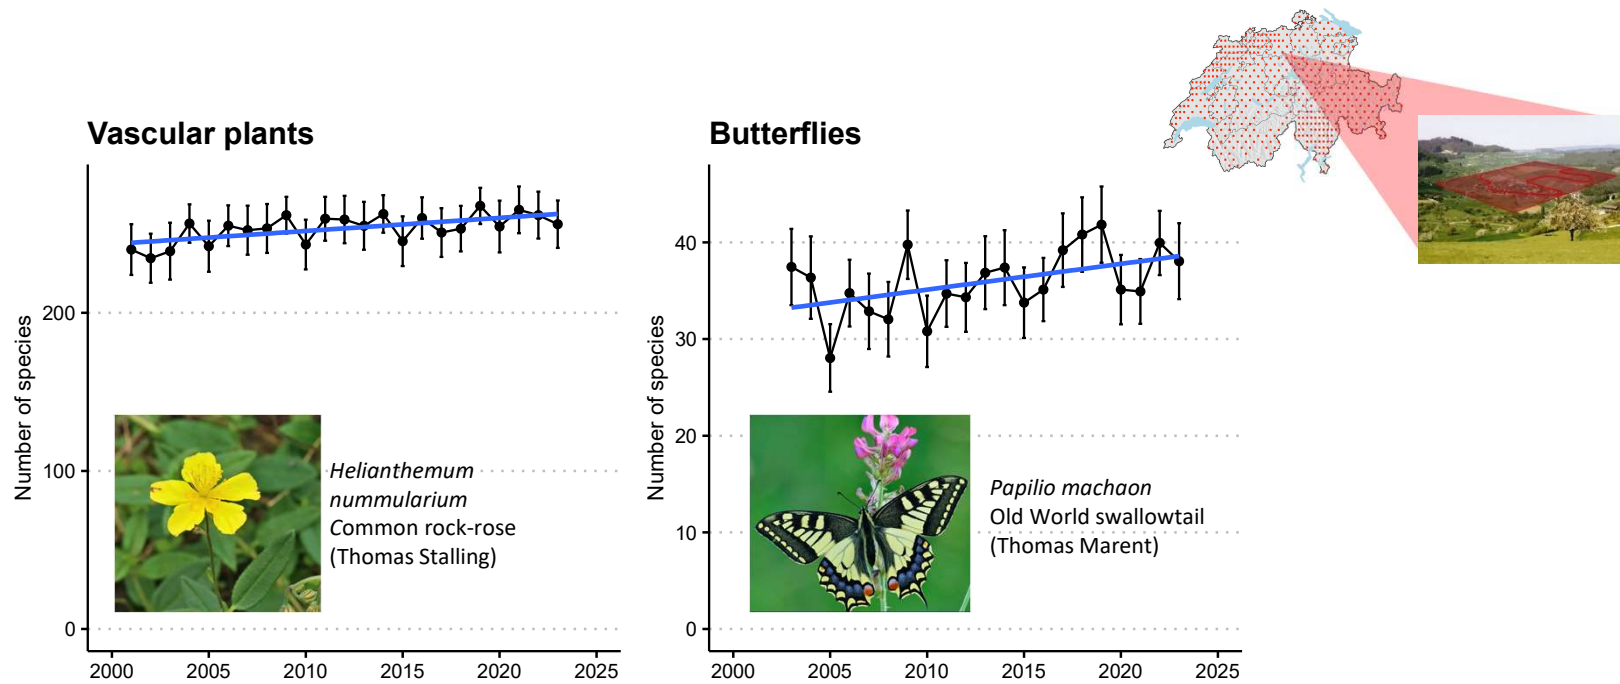 Vascular plants
Number of species
200
100
0
2000 2005 2010 2015 2020 2025
Helianthemum
nummularium
Common rock-rose
(Thomas Stalling)
Butterflies
Number of species
40
30
20
10
0
2000 2005 2010 2015 2020 2025
Papilio machaon
Old World swallowtail
(Thomas Marent)